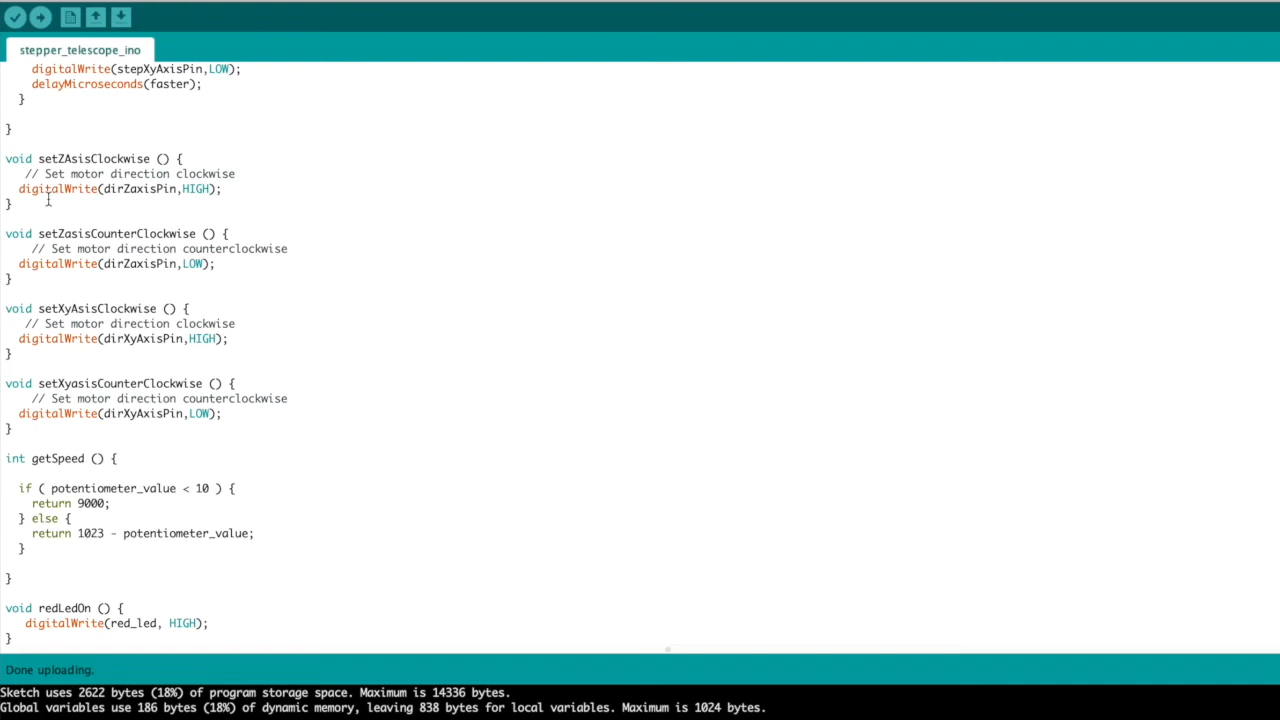 stepper_telescope_ino
digitalWrite(stepXyAxisPin,LOW);
delayMicroseconds(faster);
}
}
void setZAsisClockwise () {
// Set motor direction clockwise
digitalWrite(dirZaxisPin,HIGH);
}
void setZasisCounterClockwise () {
// Set motor direction counterclockwise
digitalWrite(dirZaxisPin,LOW);
}
void setXyAsisClockwise () {
// Set motor direction clockwise
digitalWrite(dirXyAxisPin,HIGH);
}
void setXyasisCounterClockwise () {
// Set motor direction counterclockwise
digitalWrite(dirXyAxisPin,LOW);
}
int getSpeed () {
if ( potentiometer_value < 10 ) {
return 9000;
} else {
return 1023 - potentiometer_value;
}
}
void redLedOn () {
digitalWrite(red_led, HIGH);
}
Done uploading.
Sketch uses 2622 bytes (18%) of program storage space. Maximum is 14336 bytes.
Global variables use 186 bytes (18%) of dynamic memory, leaving 838 bytes for local variables. Maximum is 1024 bytes.